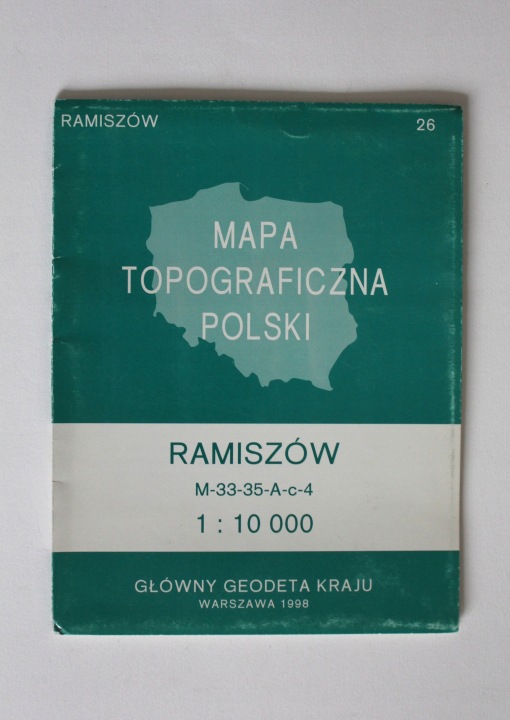 RAMISZÓW 26
MAPA
TOPOGRAFICZNA
POLSKI
RAMISZÓW
M-33-35-A-c-4
1 : 10 000
GŁÓWNY GEODETA KRAJU
WARSZAWA 1998